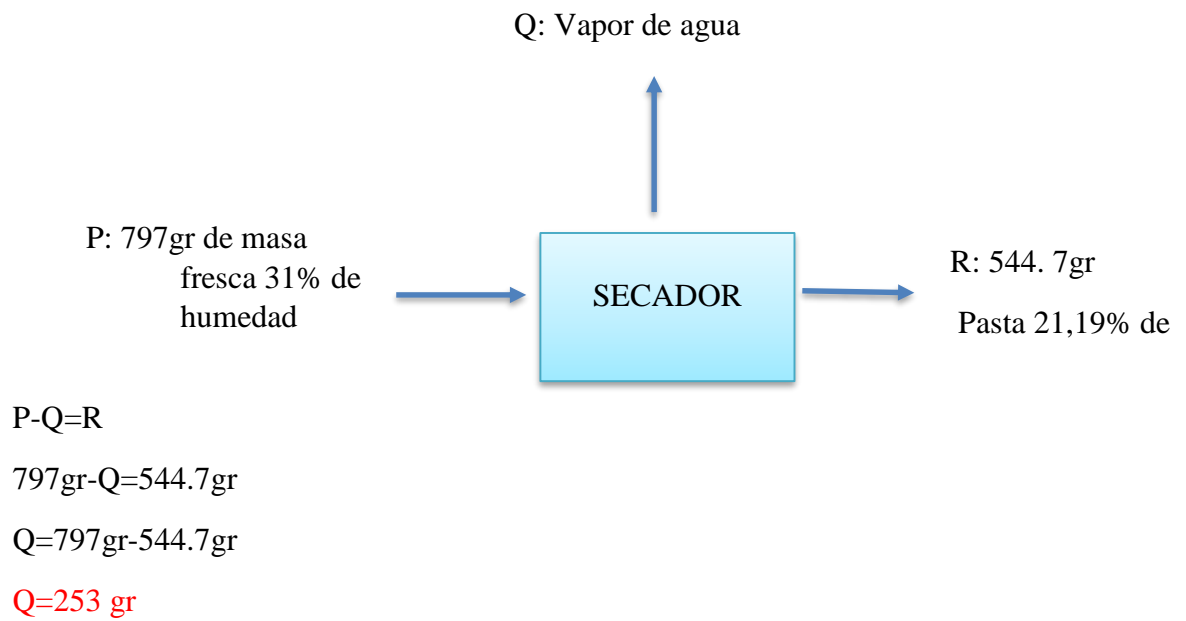 Q: Vapor de agua
P: 797gr de masa
fresca 31% de
humedad
SECADOR
R: 544. 7gr
Pasta 21,19% de
P-Q=R
797gr-Q=544.7gr
Q=797gr-544.7gr
Q=253 gr